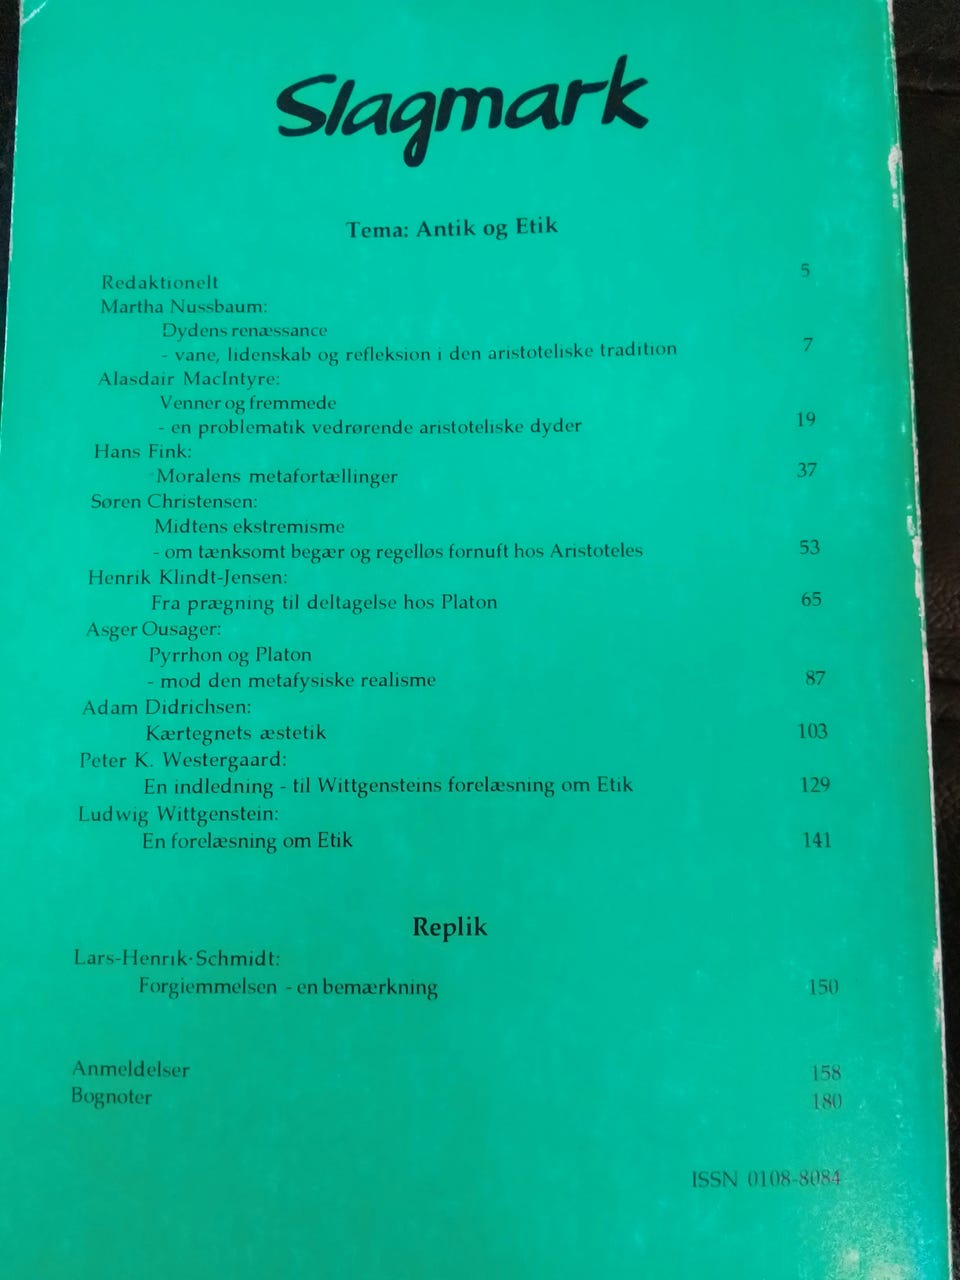 Slagmark
Tema: Antik og Etik
Redaktionelt 5
Martha Nussbaum:
Dydens renæssance
- vane, lidenskab og refleksion i den aristoteliske tradition 7
Alasdair MacIntyre:
Venner og fremmede
- en problematik vedrørende aristoteliske dyder 19
Hans Fink:
Moralens metafortællinger 37
Søren Christensen:
Midtens ekstremisme
- om tænksomt begær og regelløs fornuft hos Aristoteles 53
Henrik Klindt-Jensen:
Fra prægning til deltagelse hos Platon 65
Asger Ousager:
Pyrrhon og Platon
- mod den metafysiske realisme 87
Adam Didrichsen:
Kærtegnets æstetik 103
Peter K. Westergaard:
En indledning - til Wittgensteins forelæsning om Etik 129
Ludwig Wittgenstein:
En forelæsning om Etik 141
Replik
Lars-Henrik-Schmidt:
Forgiemmelsen - en bemærkning 150
Anmeldelser 158
Bognoter 180
ISSN 0108-8084